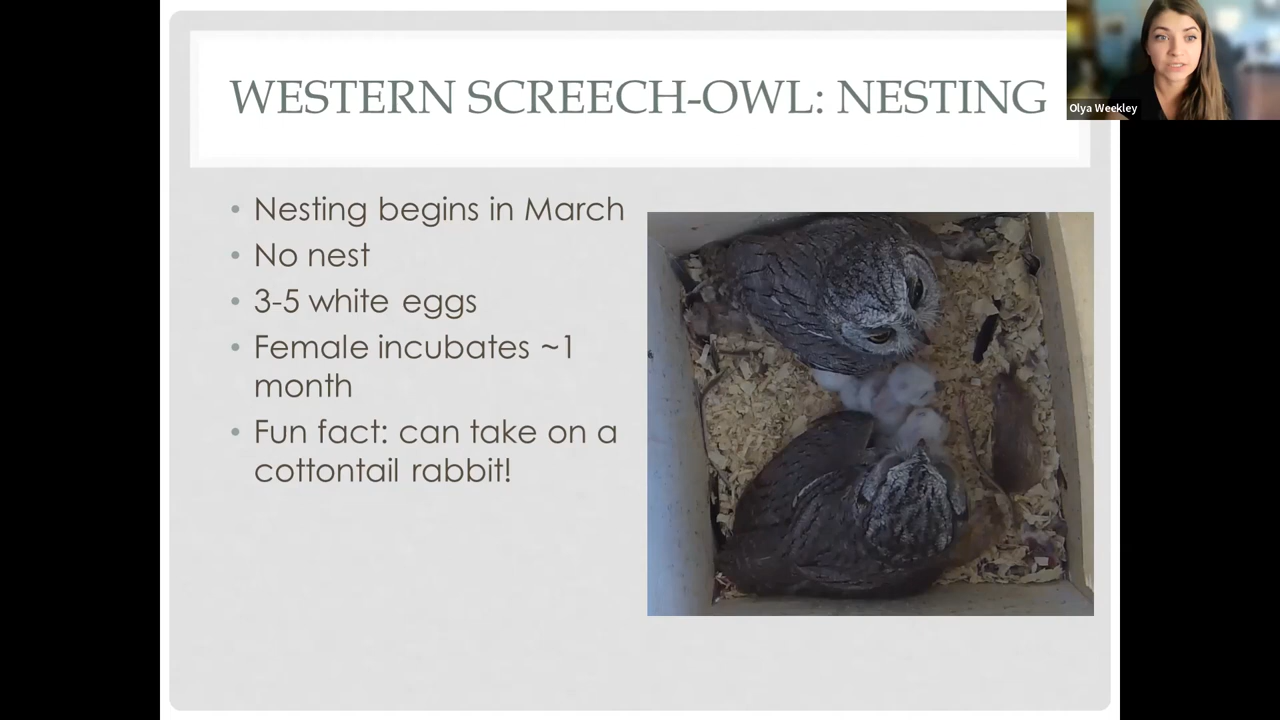 WESTERN SCREECH-OWL: NESTING
Olya Weekley
• Nesting begins in March
• No nest
• 3-5 white eggs
• Female incubates ~1
month
• Fun fact: can take on a
cottontail rabbit!